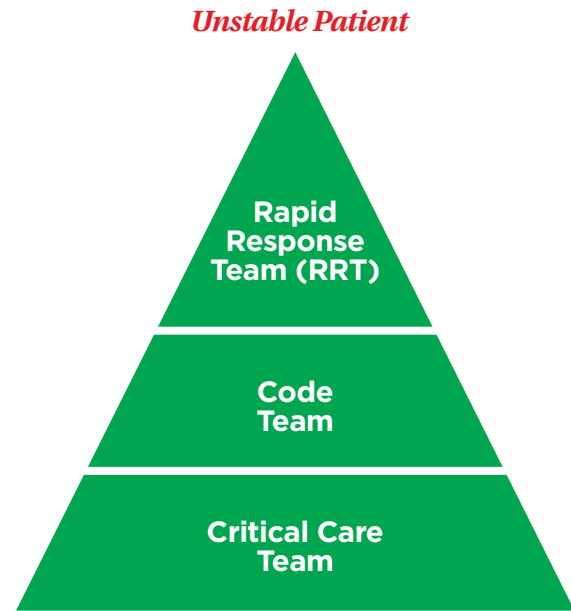 Unstable Patient
Rapid
Response
Team (RRT)
Code
Team
Critical Care
Team